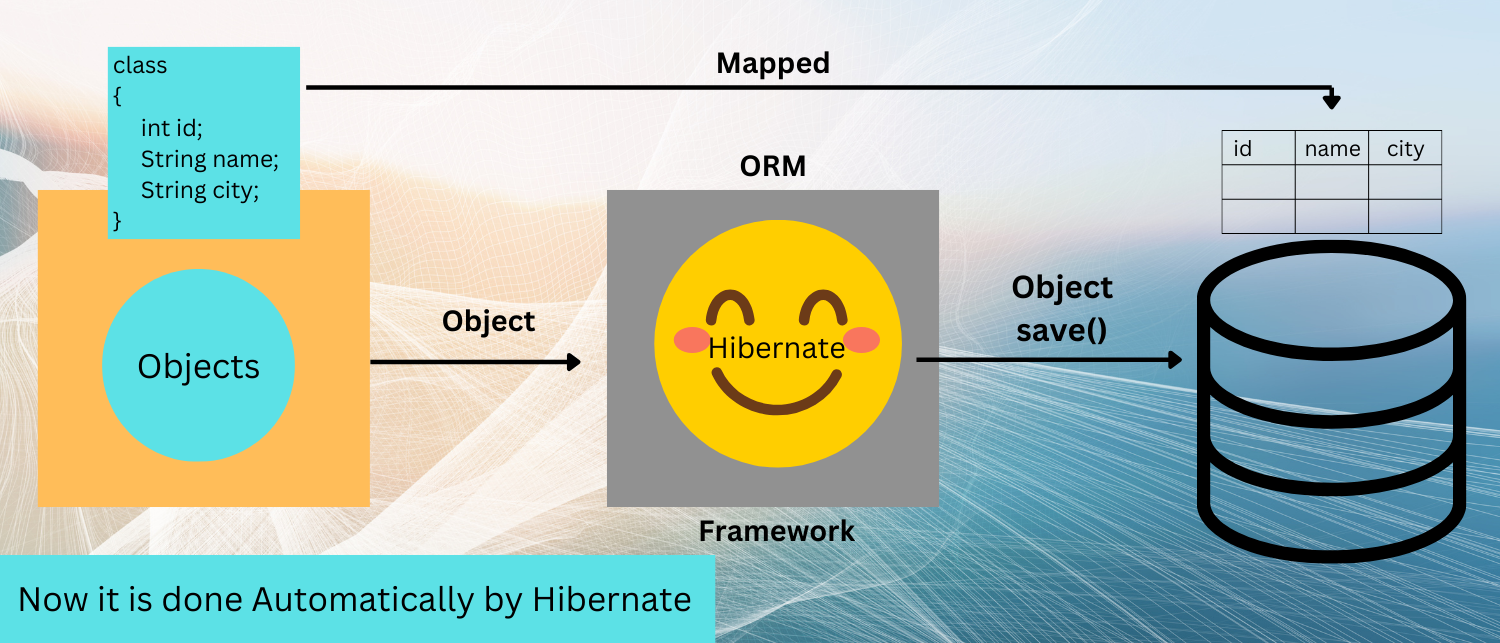 class
{
int id;
String name;
String city;
}
Objects
Mapped
Object
ORM
Hibernate
Framework
Object
save()
id name city
Now it is done Automatically by Hibernate